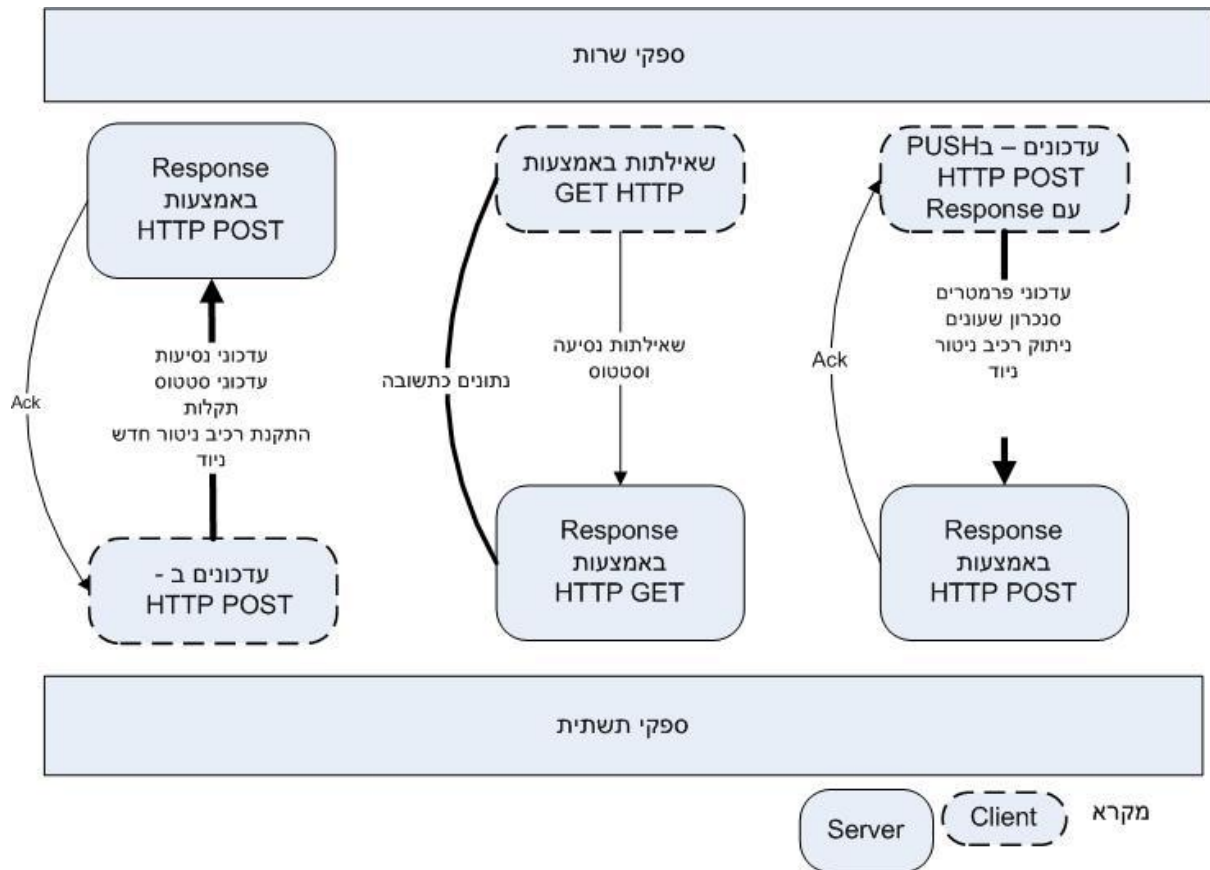 ספקי שרות
עדכונים – בPUSH
HTTP POST
עם Response
עדכוני פרמטרים
סנכרון שעונים
ניתוק רכיב ניטור
ניוד
Ack
Response
באמצעות
HTTP POST
שאילתות באמצעות
GET HTTP
שאילתות נסיעה
וסטטוס
נתונים כתשובה
Response
באמצעות
HTTP GET
Response
באמצעות
HTTP POST
עדכוני נסיעות
עדכוני סטטוס
תקלות
התקנת רכיב ניטור חדש
ניוד
Ack
עדכונים ב -
HTTP POST
ספקי תשתית
מקרא
Client
Server